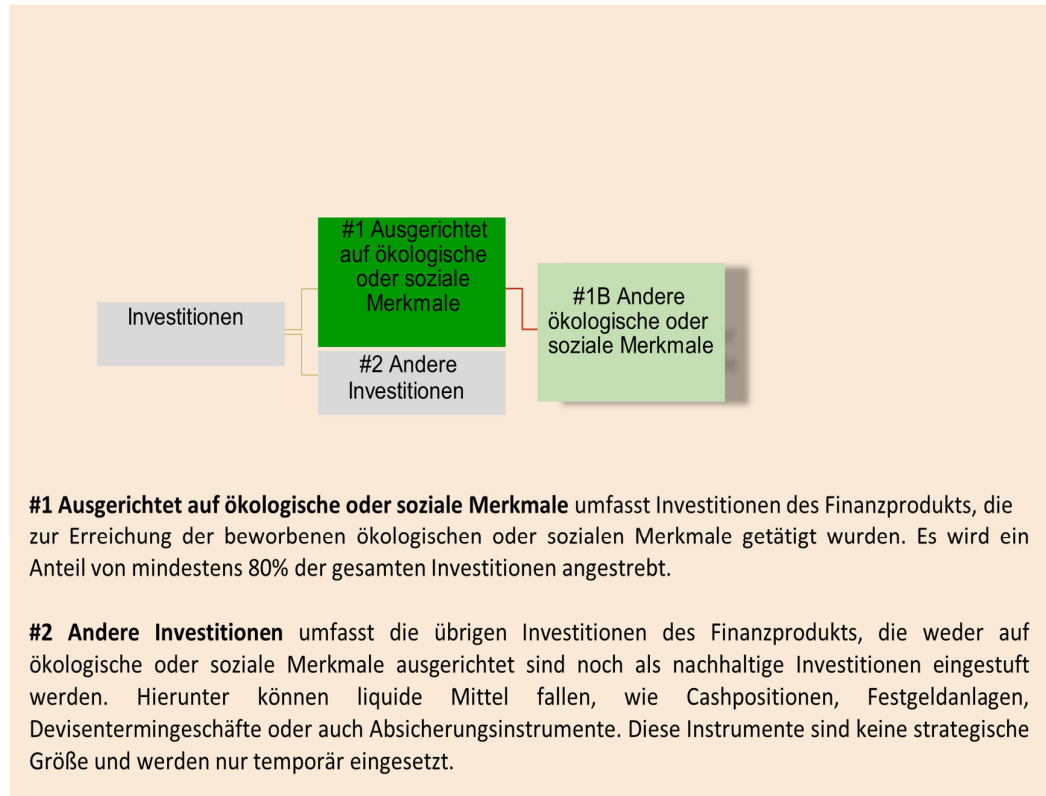 #1 Ausgerichtet
auf ökologische
oder soziale
Merkmale
Investitionen
#1B Andere
ökologische oder
soziale Merkmale
#2 Andere
Investitionen
#1 Ausgerichtet auf ökologische oder soziale Merkmale umfasst Investitionen des Finanzprodukts, die
zur Erreichung der beworbenen ökologischen oder sozialen Merkmale getätigt wurden. Es wird ein
Anteil von mindestens 80% der gesamten Investitionen angestrebt.
#2 Andere Investitionen umfasst die übrigen Investitionen des Finanzprodukts, die weder auf
ökologische oder soziale Merkmale ausgerichtet sind noch als nachhaltige Investitionen eingestuft
werden. Hierunter können liquide Mittel fallen, wie Cashpositionen, Festgeldanlagen,
Devisentermingeschäfte oder auch Absicherungsinstrumente. Diese Instrumente sind keine strategische
Größe und werden nur temporär eingesetzt.